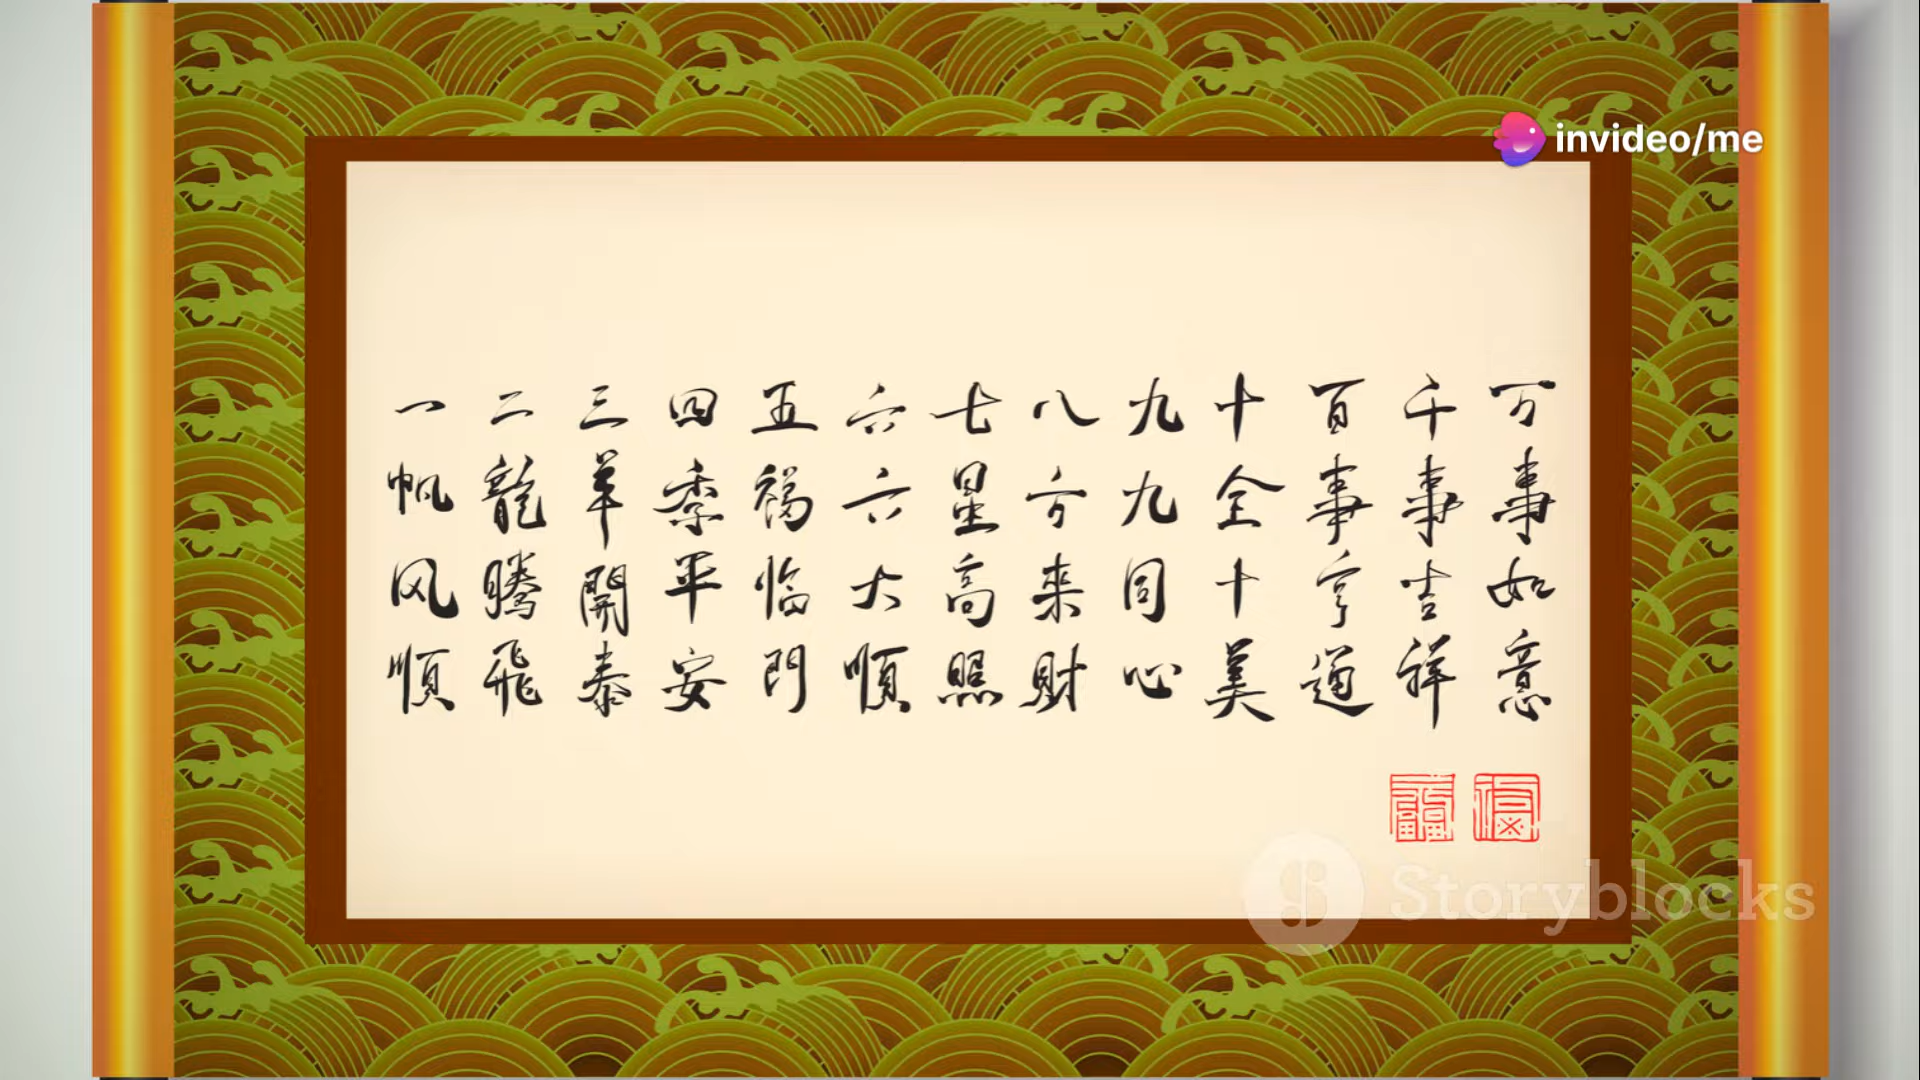 invideo/me
一帆风順
二龍騰飛
三羊開泰
四季平安
五福临門
六六大順
七星高照
八方来財
九九同心
十全十美
百事亨通
千事吉祥
万事如意
Storyblocks